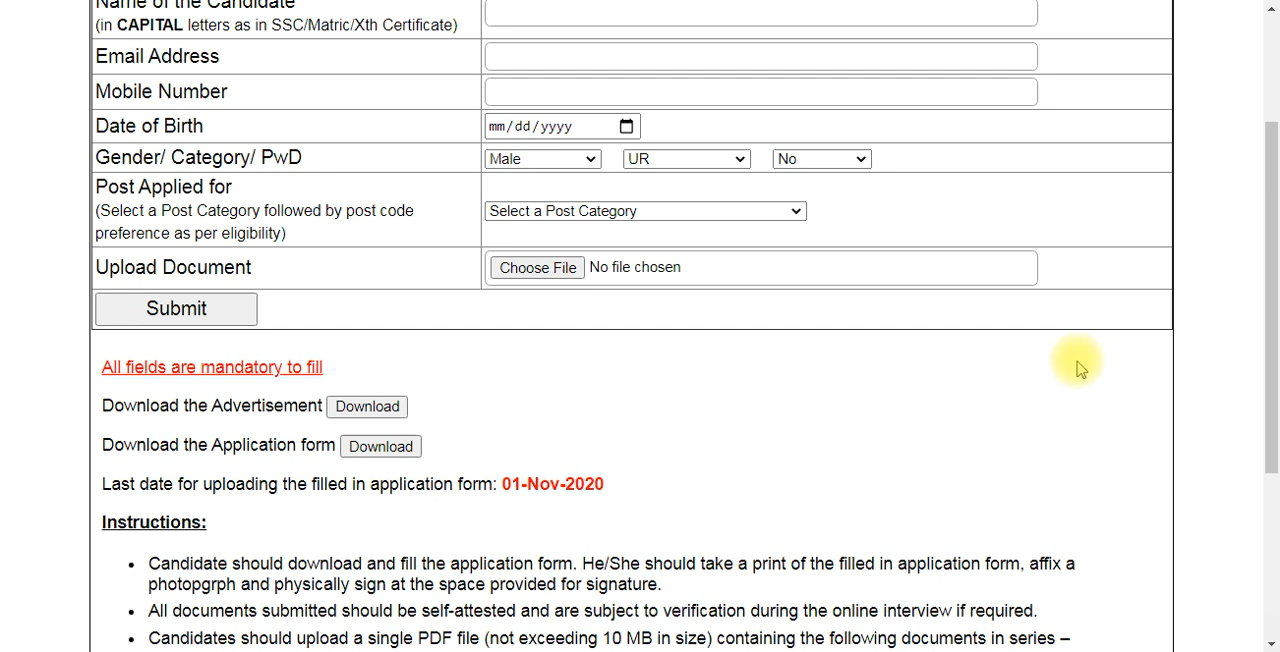 Name of the Candidate
(in CAPITAL letters as in SSC/Matric/Xth Certificate)
Email Address
Mobile Number
Date of Birth mm/dd/yyyy
Gender/ Category/ PwD Male UR No
Post Applied for
(Select a Post Category followed by post code
preference as per eligibility)
Select a Post Category
Upload Document Choose File No file chosen
Submit
All fields are mandatory to fill
Download the Advertisement Download
Download the Application form Download
Last date for uploading the filled in application form: 01-Nov-2020
Instructions:
• Candidate should download and fill the application form. He/She should take a print of the filled in application form, affix a
photopgrph and physically sign at the space provided for signature.
• All documents submitted should be self-attested and are subject to verification during the online interview if required.
• Candidates should upload a single PDF file (not exceeding 10 MB in size) containing the following documents in series –